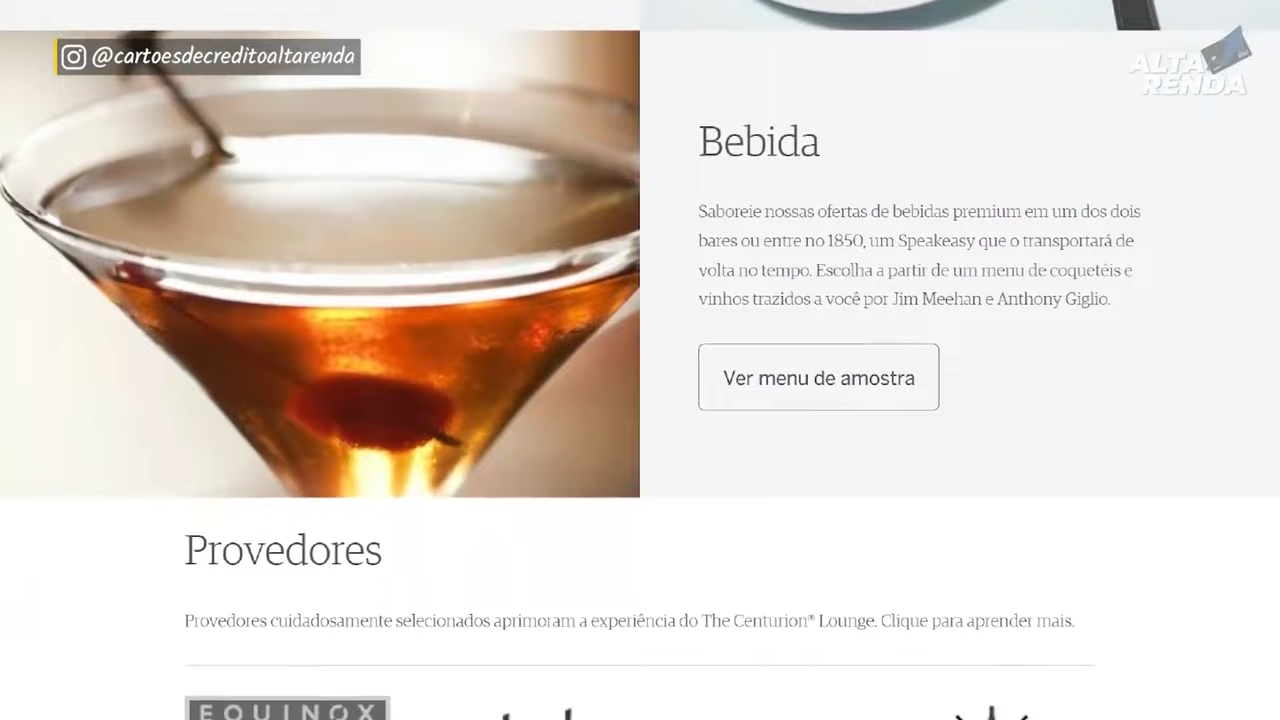 @cartoesdecreditoaltarenda
ALTA
RENDA
Bebida
Saboreie nossas ofertas de bebidas premium em um dos dois
bares ou entre no 1850, um Speakeasy que o transportará de
volta no tempo. Escolha a partir de um menu de coquetéis e
vinhos trazidos a você por Jim Meehan e Anthony Giglio.
Ver menu de amostra
Provedores
Provedores cuidadosamente selecionados aprimoram a experiência do The Centurion® Lounge. Clique para aprender mais.
EQUINOX